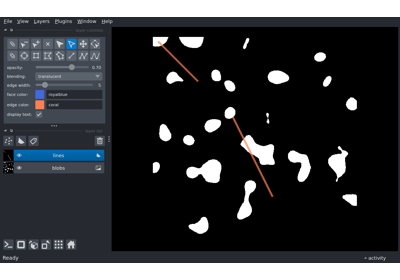 File View Layers Plugins Window Help
opacity: 0.70
blending: translucent
edge width: 5
face color: royalblue
edge color: coral
display text: ✓
lines
blobs
Ready activity